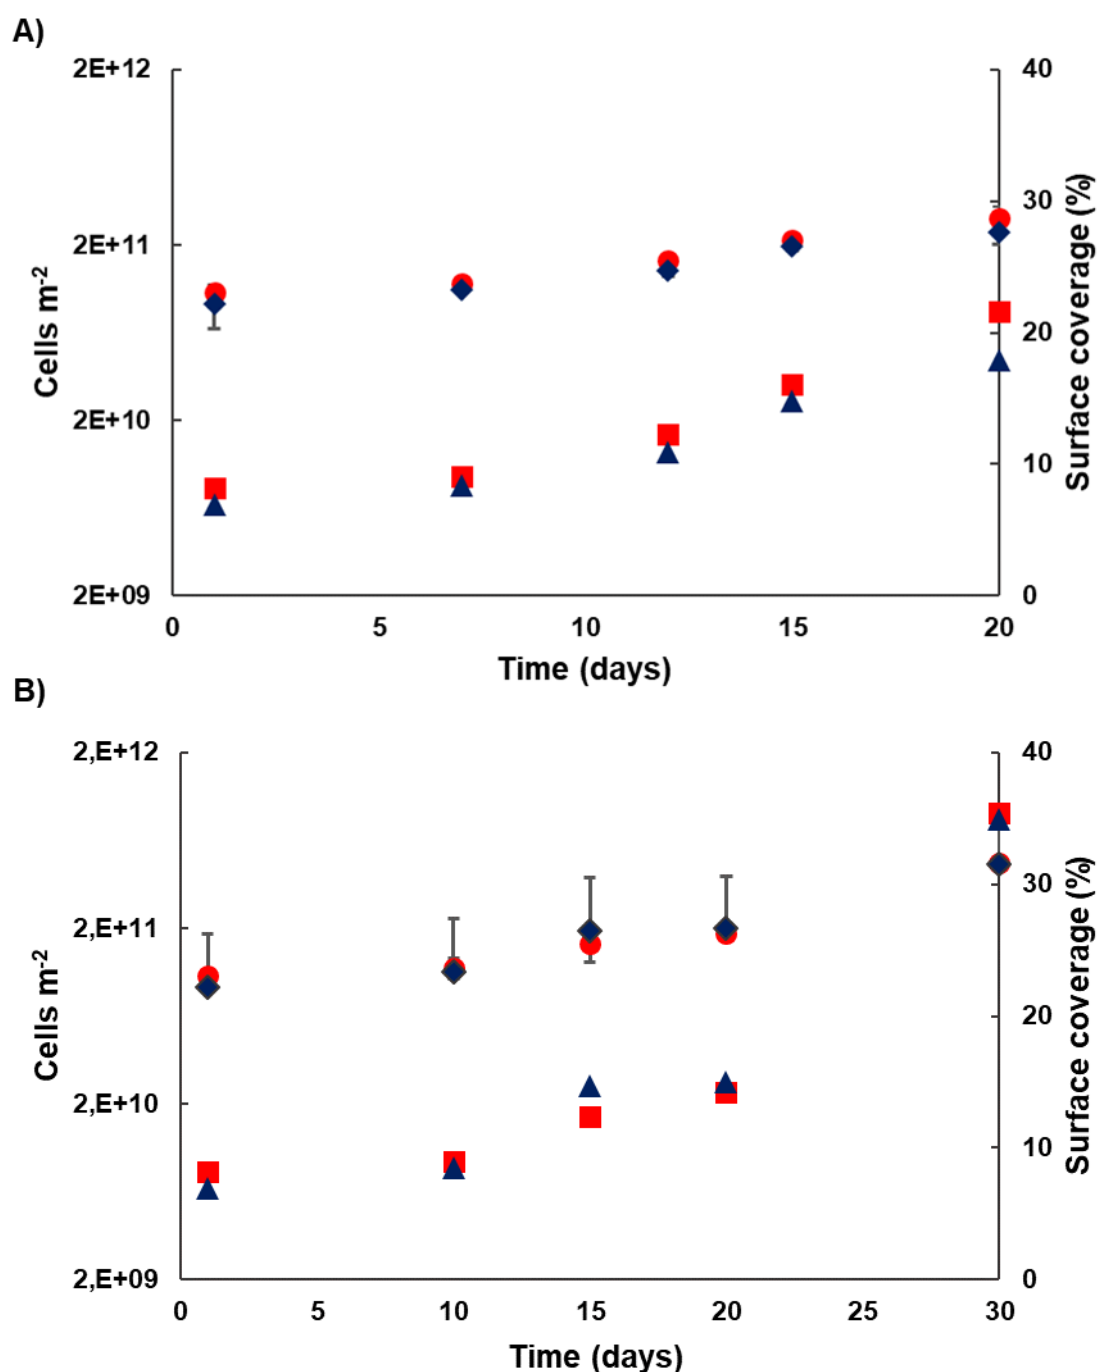 A)
2E+12
2E+11
2E+10
2E+09
Cells m-2
40
30
20
10
0
Surface coverage (%)
0 5 10 15 20
Time (days)
B)
2,E+12
2,E+11
2,E+10
2,E+09
Cells m-2
40
30
20
10
0
Surface coverage (%)
0 5 10 15 20 25 30
Time (days)